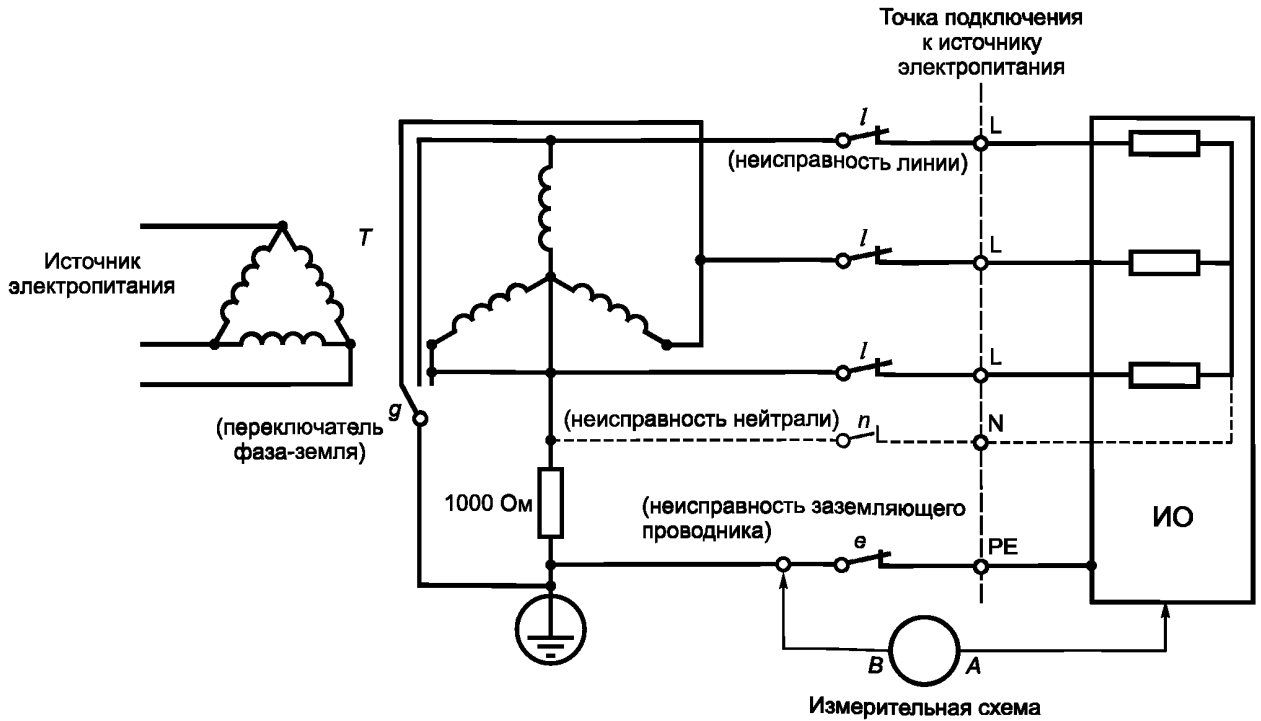 Точка подключения
к источнику
электропитания
l
L
(неисправность линии)
T
Источник
электропитания
l
L
l
L
g
(переключатель
фаза-земля)
(неисправность нейтрали)
n
N
1000 Ом
(неисправность заземляющего
проводника)
e
PE
ИО
B
A
Измерительная схема